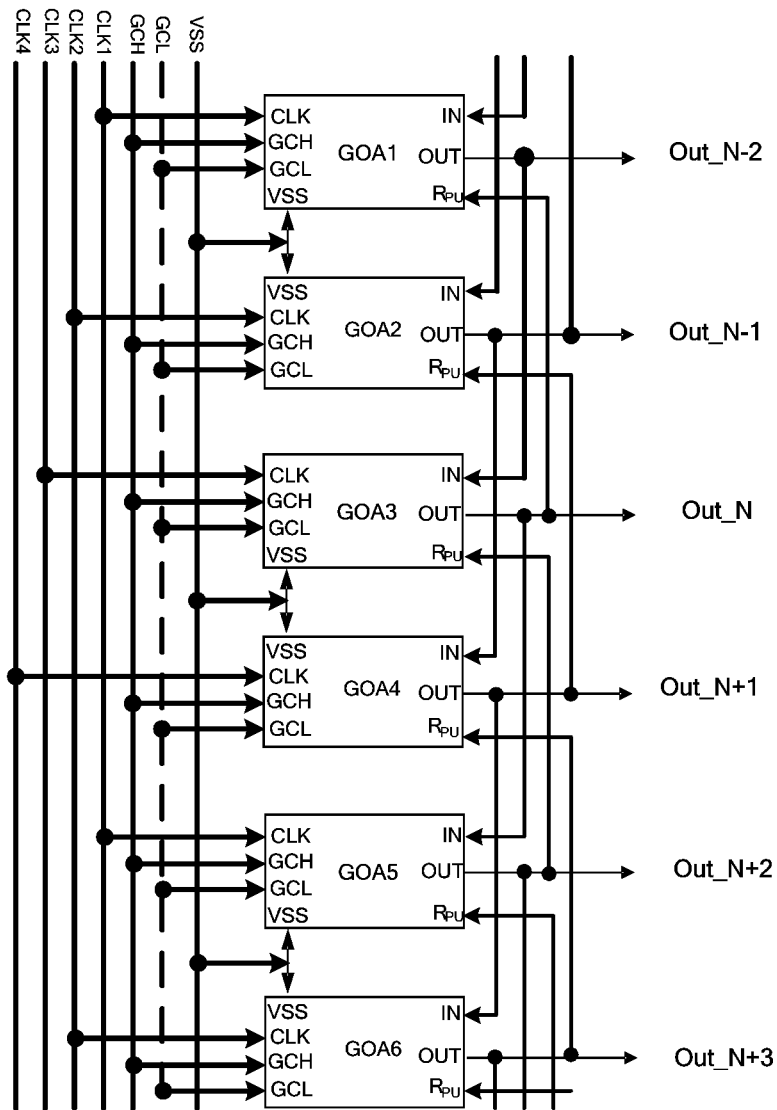 CLK4
CLK3
CLK2
CLK1
GCH
GCL
VSS
CLK
GCH
GCL
VSS
GOA1
IN
OUT
RPU
Out_N-2
VSS
CLK
GCH
GCL
GOA2
IN
OUT
RPU
Out_N-1
CLK
GCH
GCL
VSS
GOA3
IN
OUT
RPU
Out_N
VSS
CLK
GCH
GCL
GOA4
IN
OUT
RPU
Out_N+1
CLK
GCH
GCL
VSS
GOA5
IN
OUT
RPU
Out_N+2
VSS
CLK
GCH
GCL
GOA6
IN
OUT
RPU
Out_N+3